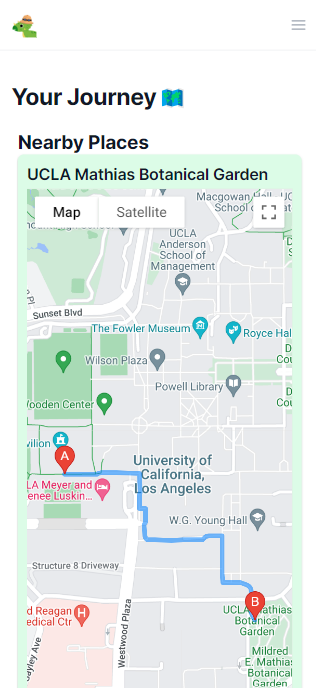 Your Journey
Nearby Places
UCLA Mathias Botanical Garden
Map
Satellite
Macgowan Hall
School of
UCLA
Anderson
School of
Management
Sunset Blvd
The Fowler Museum
Royce Hal
Wilson Plaza
Powell Library
ooden Center
vilion
A
LA Meyer and
enee Luskin...
University of
California,
Los Angeles
W.G. Young Hall
Structure 8 Driveway
B
UCLA Mathias
Botanical
Garden
d Reagan
edical Ctr
Westwood Plaza
ayley Ave
Mildred
E. Mathias
Botanical